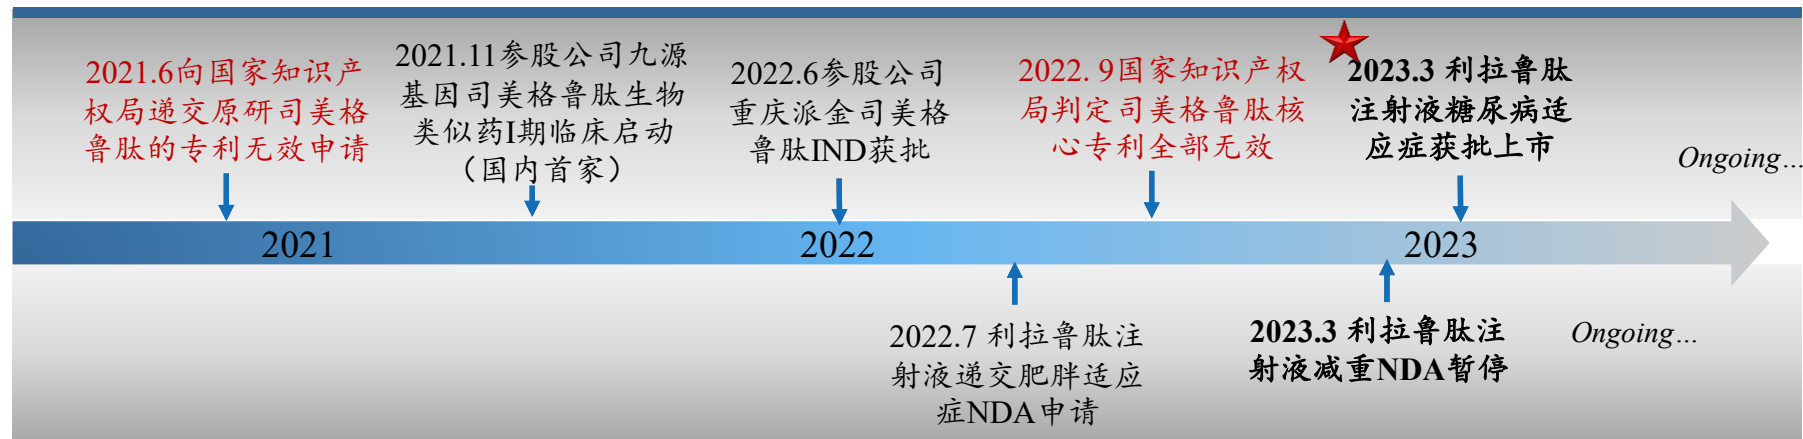 2021.6向国家知识产
权局递交原研司美格
鲁肽的专利无效申请
2021.11参股公司九源
基因司美格鲁肽生物
类似药I期临床启动
（国内首家）
2022.6参股公司
重庆派金司美格
鲁肽IND获批
2022. 9国家知识产权
局判定司美格鲁肽核
心专利全部无效
2023.3 利拉鲁肽
注射液糖尿病适
应症获批上市
Ongoing…
2021
2022
2023
2022.7 利拉鲁肽注
射液递交肥胖适应
症NDA申请
2023.3 利拉鲁肽注
射液减重NDA暂停
Ongoing…